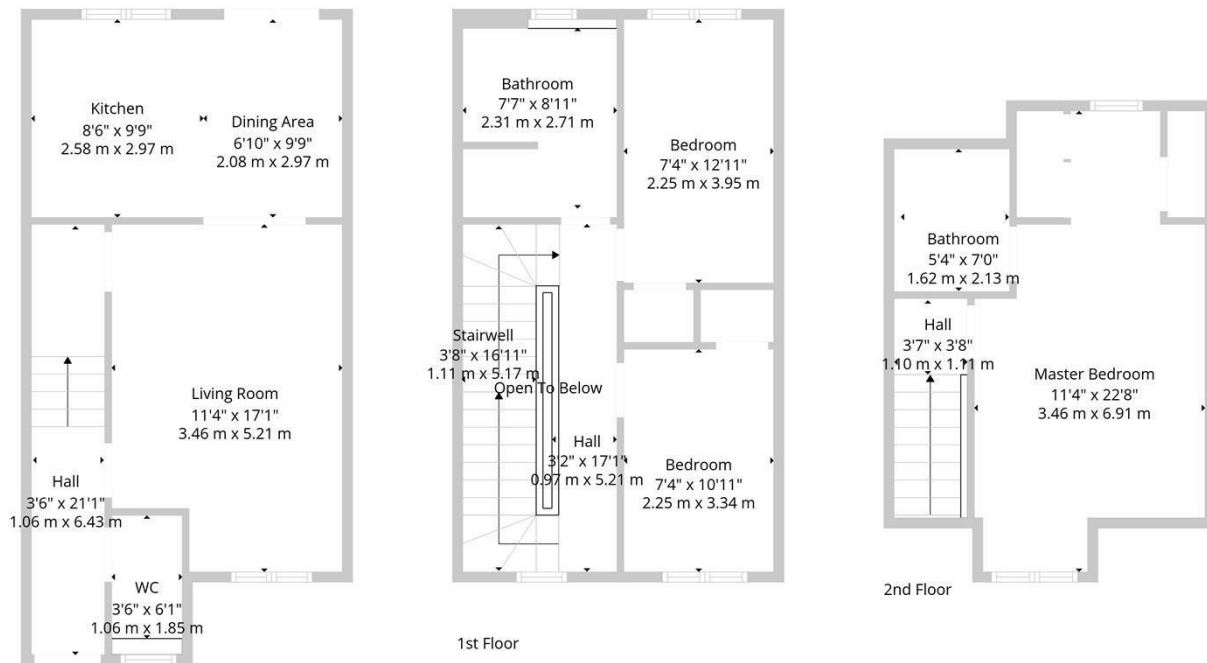 Kitchen
8'6" x 9'9"
2.58 m x 2.97 m
Dining Area
6'10" x 9'9"
2.08 m x 2.97 m
Living Room
11'4" x 17'1"
3.46 m x 5.21 m
Hall
3'6" x 21'1"
1.06 m x 6.43 m
WC
3'6" x 6'1"
1.06 m x 1.85 m
Bathroom
7'7" x 8'11"
2.31 m x 2.71 m
Bedroom
7'4" x 12'11"
2.25 m x 3.95 m
Stairwell
3'8" x 16'11"
1.11 m x 5.17 m
Open To Below
Hall
3'2" x 17'1"
0.97 m x 5.21 m
Bedroom
7'4" x 10'11"
2.25 m x 3.34 m
1st Floor
Bathroom
5'4" x 7'0"
1.62 m x 2.13 m
Hall
3'7" x 3'8"
1.10 m x 1.11 m
Master Bedroom
11'4" x 22'8"
3.46 m x 6.91 m
2nd Floor